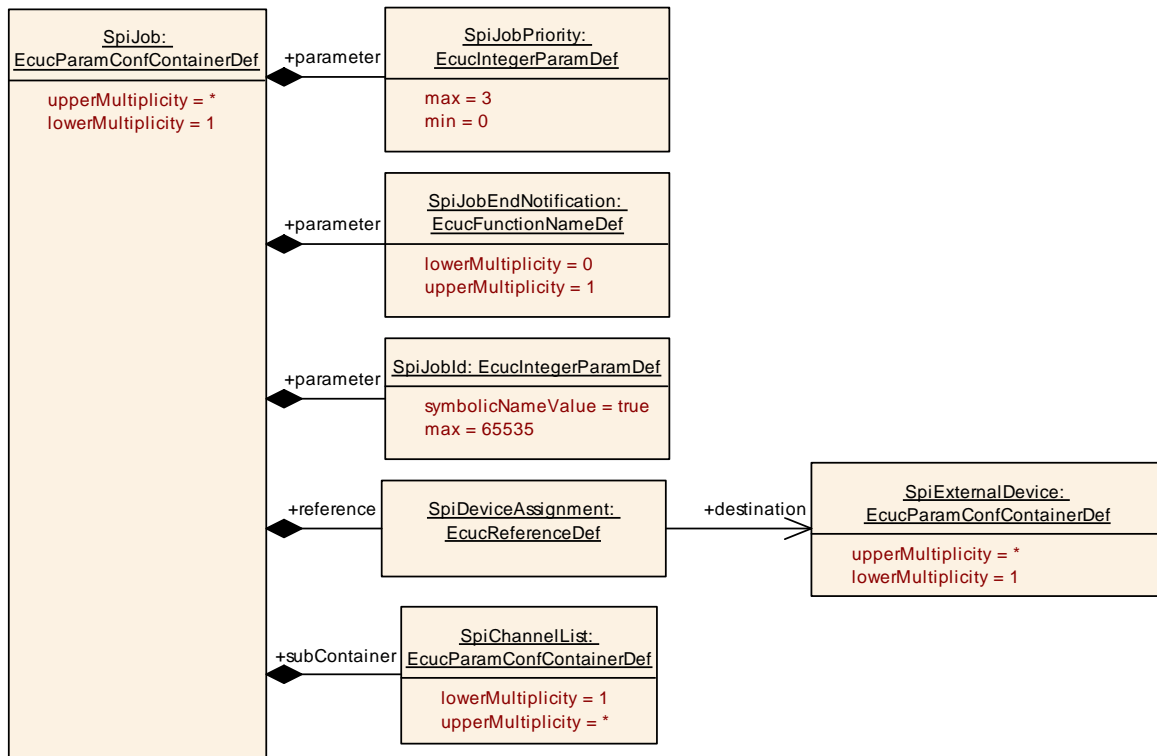 SpiJob:
EcucParamConfContainerDef
upperMultiplicity = *
lowerMultiplicity = 1
+parameter
SpiJobPriority:
EcucIntegerParamDef
max = 3
min = 0
+parameter
SpiJobEndNotification:
EcucFunctionNameDef
lowerMultiplicity = 0
upperMultiplicity = 1
+parameter
SpiJobId: EcucIntegerParamDef
symbolicNameValue = true
max = 65535
+reference
SpiDeviceAssignment:
EcucReferenceDef
+destination
SpiExternalDevice:
EcucParamConfContainerDef
upperMultiplicity = *
lowerMultiplicity = 1
+subContainer
SpiChannelList:
EcucParamConfContainerDef
lowerMultiplicity = 1
upperMultiplicity = *